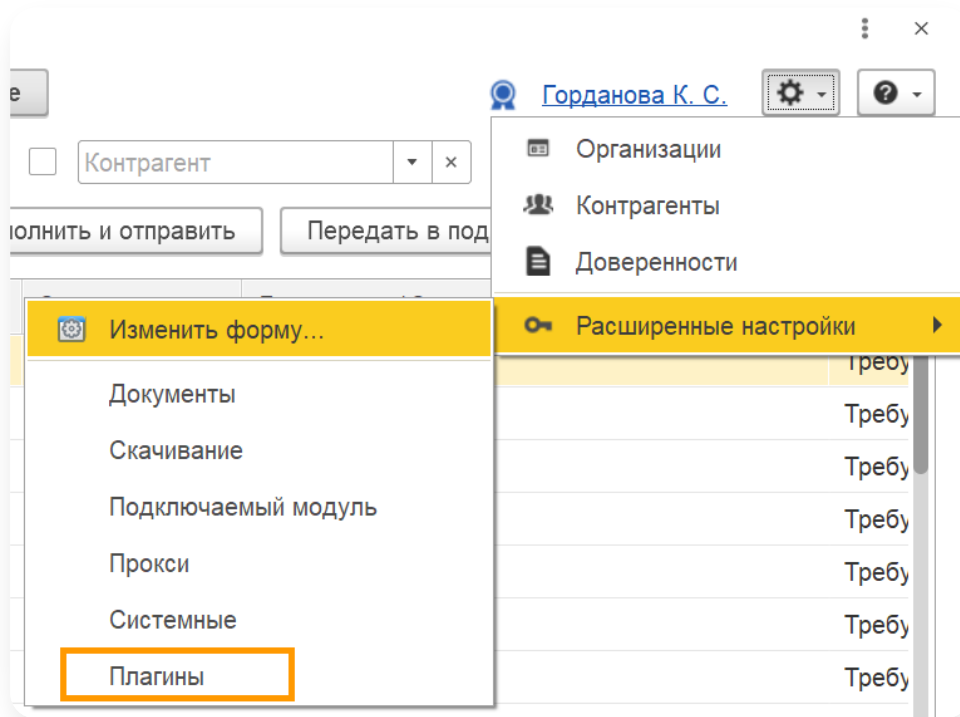 е
Горданова К. С.
Контрагент
Организации
Контрагенты
Доверенности
Расширенные настройки
олнить и отправить
Передать в под
Изменить форму...
Документы
Скачивание
Подключаемый модуль
Прокси
Системные
Плагины
Требу
Требу
Требу
Требу
Требу
Требу
Требу